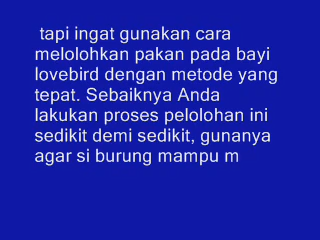 tapi ingat gunakan cara
melolohkan pakan pada bayi
lovebird dengan metode yang
tepat. Sebaiknya Anda
lakukan proses pelolohan ini
sedikit demi sedikit, gunanya
agar si burung mampu m